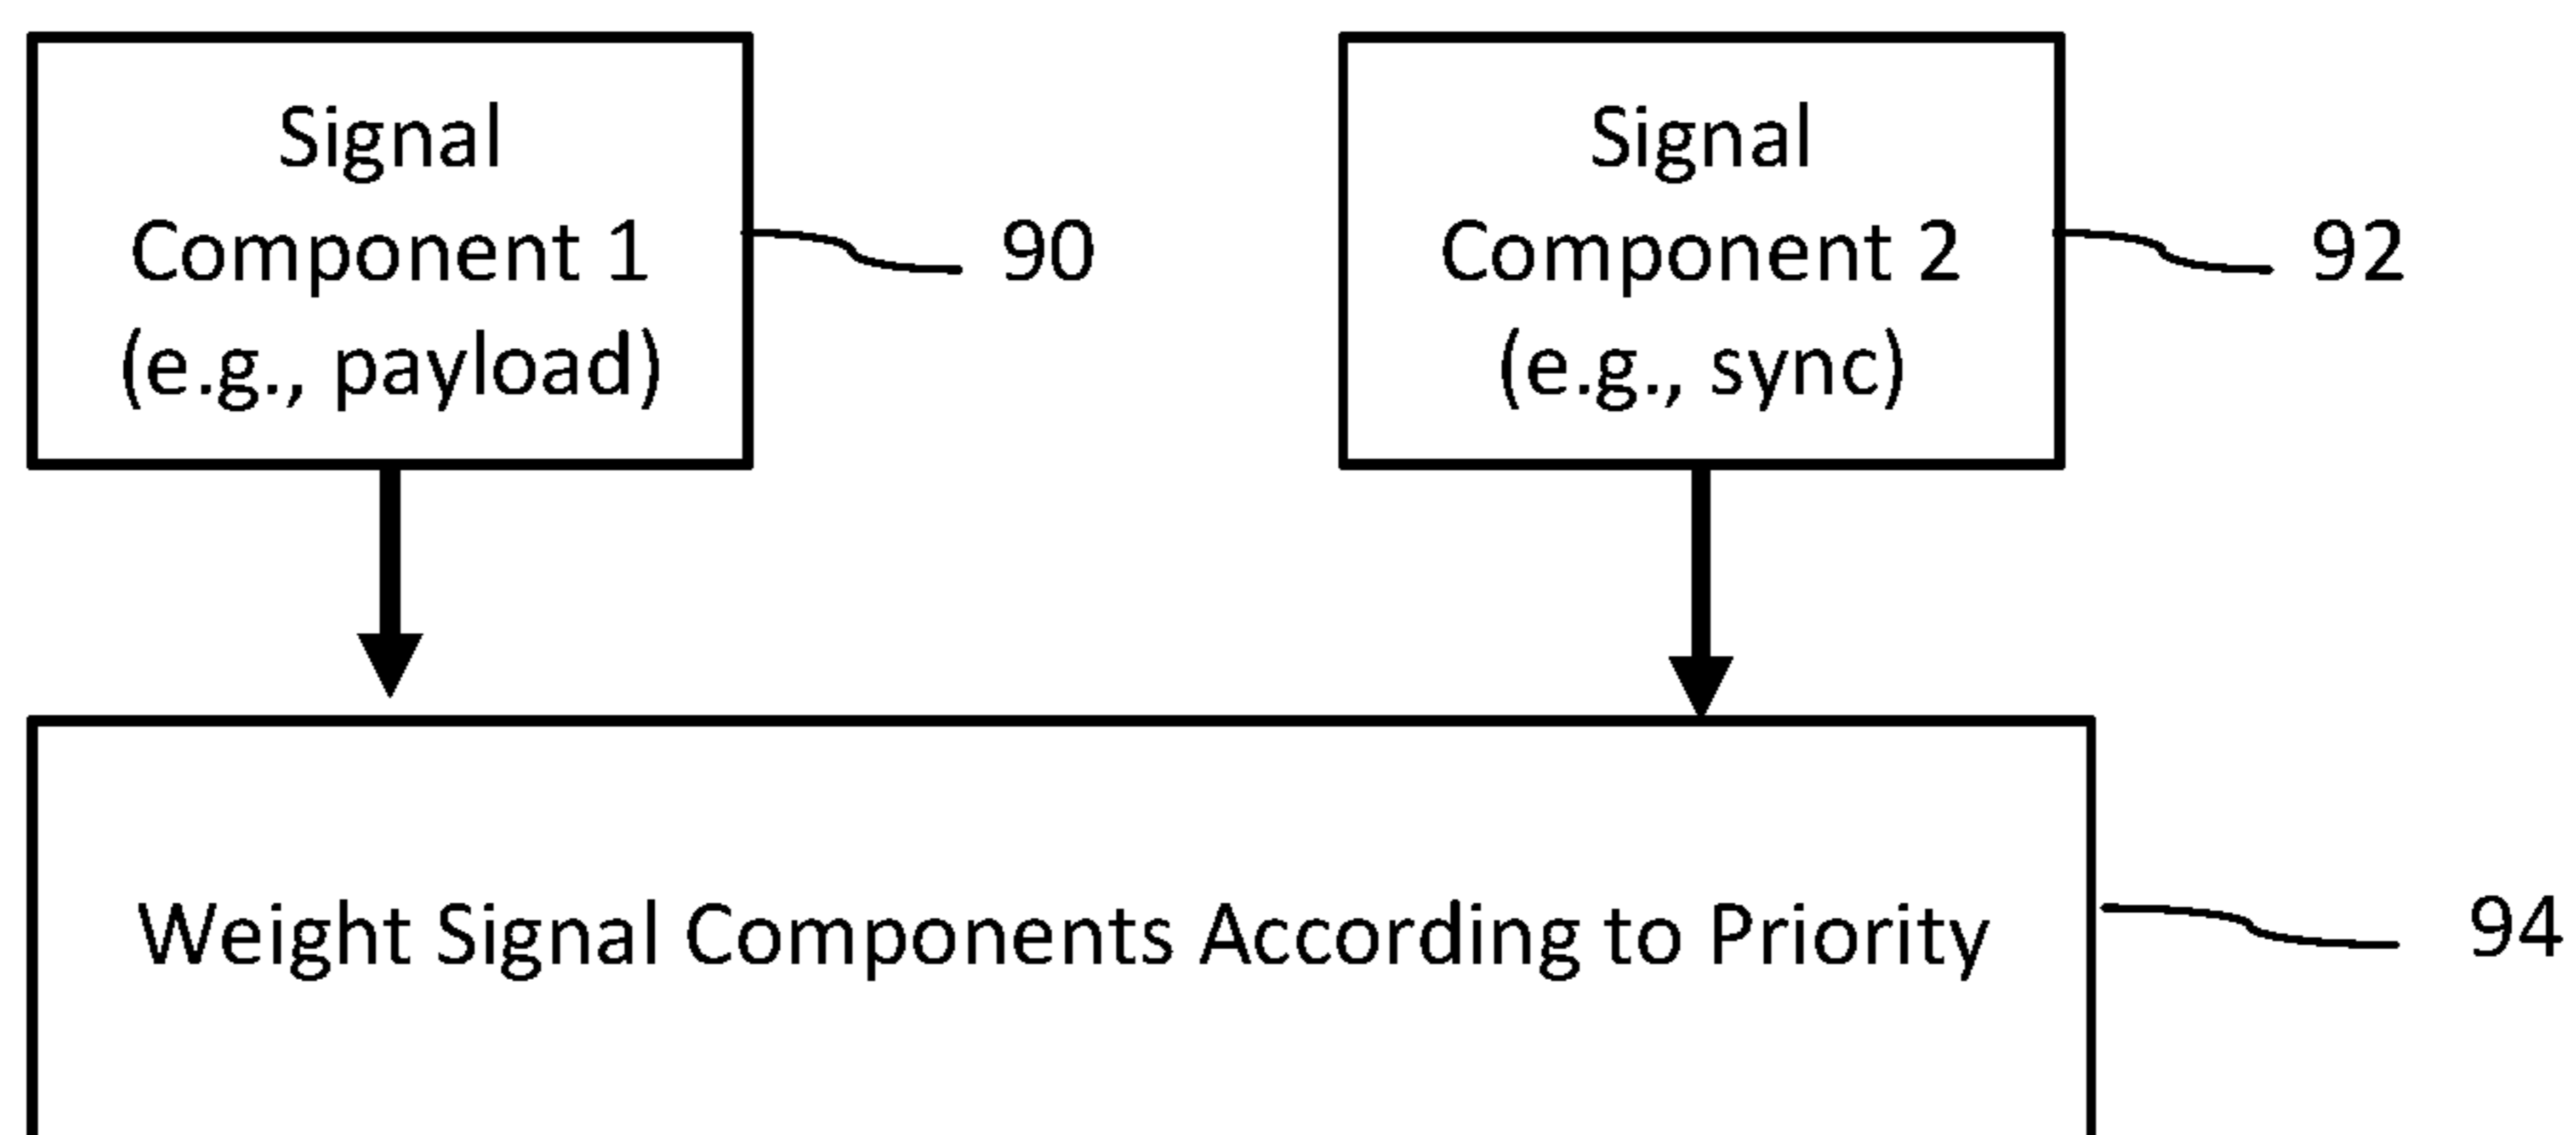 Signal
Component 1
(e.g., payload)
90
Signal
Component 2
(e.g., sync)
92
Weight Signal Components According to Priority
94